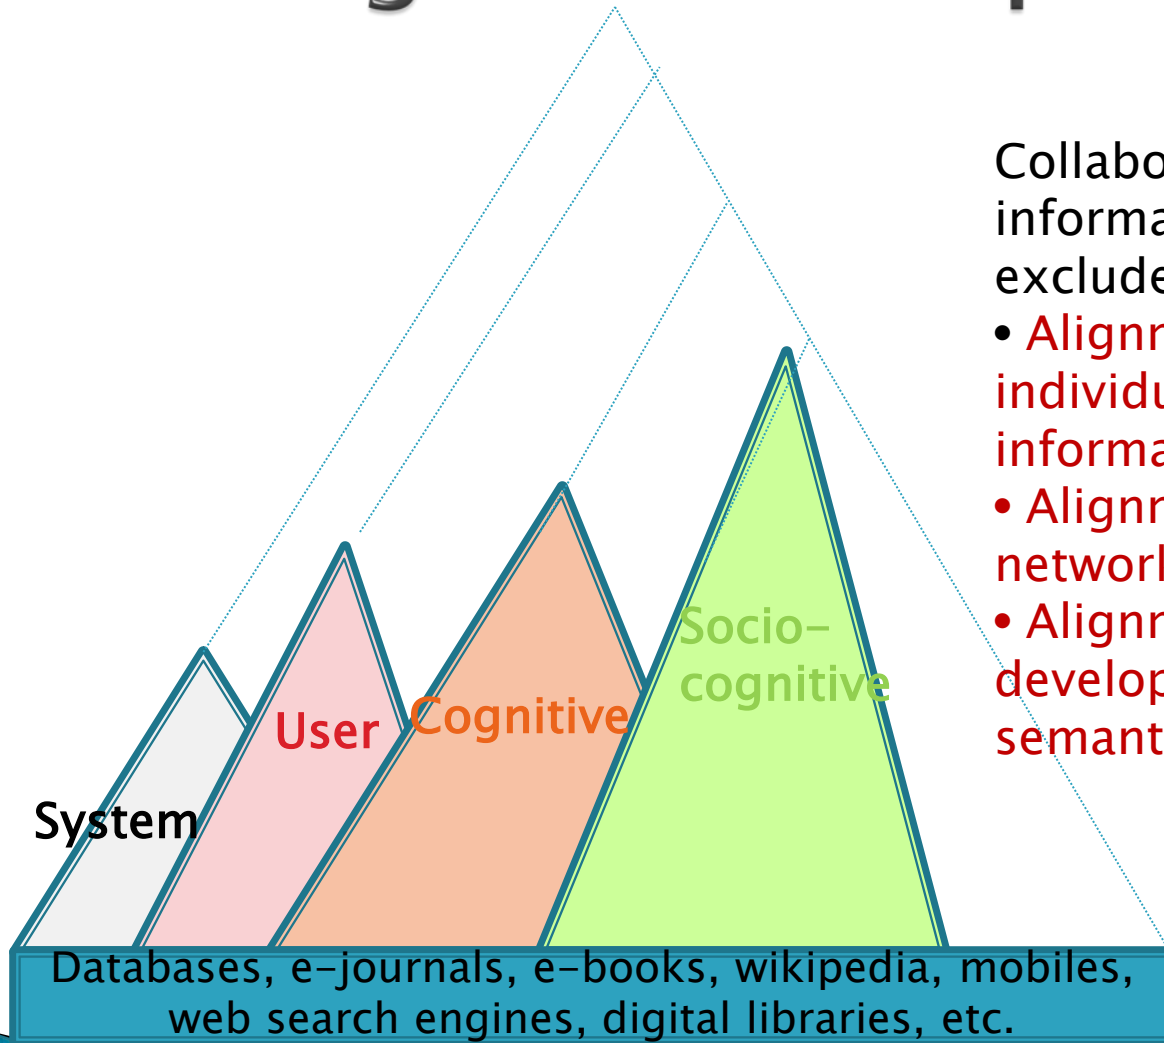 Collabo
informa
exclude
• Alignr
individu
informa
• Alignr
network
• Alignr
develop
semant
Socio-
cognitive
Cognitive
User
System
Databases, e-journals, e-books, wikipedia, mobiles,
web search engines, digital libraries, etc.